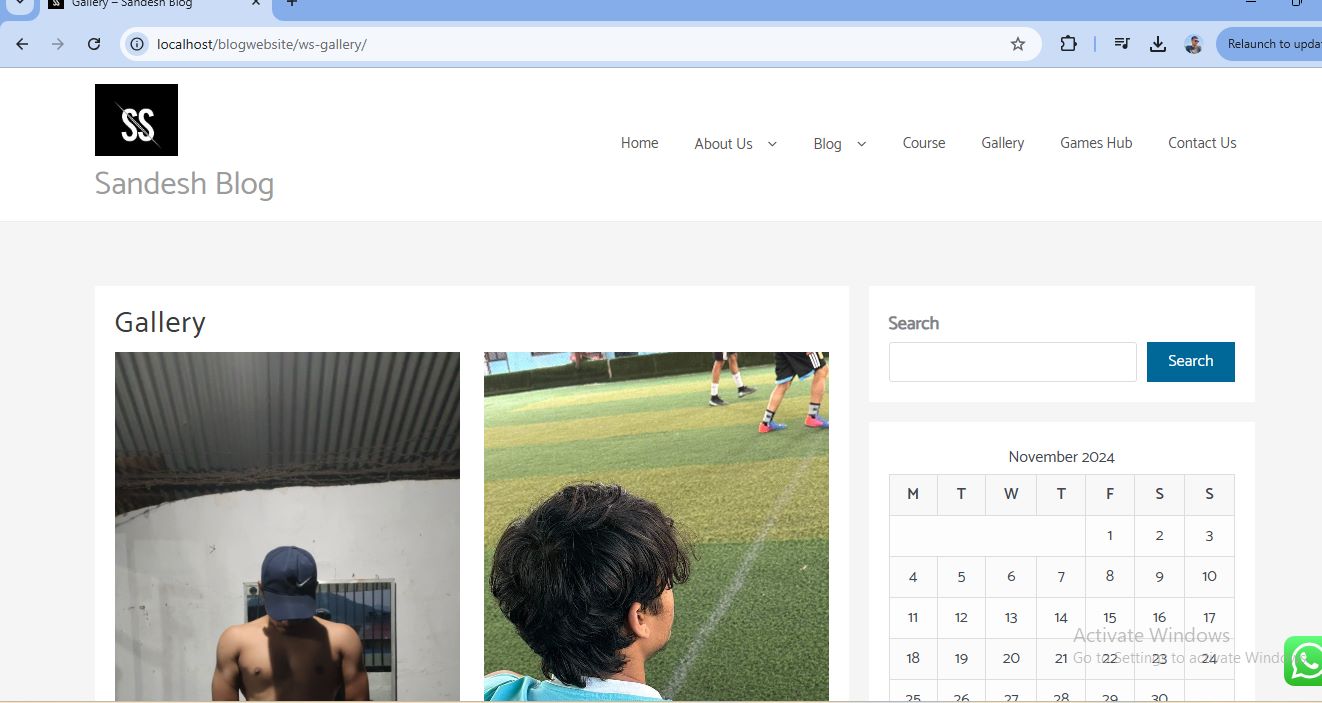 Gallery – Sandesh Blog
localhost/blogwebsite/ws-gallery/
Relaunch to upda
SS
Sandesh Blog
Home About Us Blog Course Gallery Games Hub Contact Us
Gallery
Search
Search
November 2024
M T W T F S S
1 2 3
4 5 6 7 8 9 10
11 12 13 14 15 16 17
18 19 20 21 22 23 24
25 26 27 28 29 30
Activate Windows
Go to Settings to activate Windo